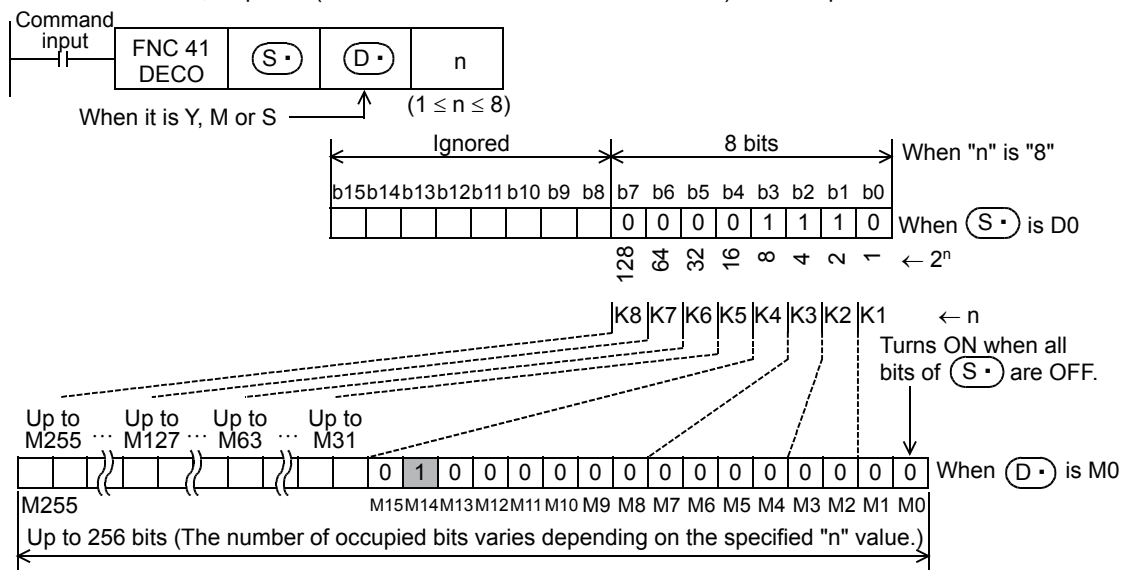 Command
input
FNC 41
DECO
S·
D·
n
When it is Y, M or S
(1 ≤ n ≤ 8)
Ignored
8 bits
When "n" is "8"
b15 b14 b13 b12 b11 b10 b9 b8 b7 b6 b5 b4 b3 b2 b1 b0
0 0 0 0 1 1 1 0
When S· is D0
128 64 32 16 8 4 2 1
← 2ⁿ
K8 K7 K6 K5 K4 K3 K2 K1
← n
Turns ON when all
bits of S· are OFF.
Up to Up to Up to Up to
M255 ... M127 ... M63 ... M31
0 1 0 0 0 0 0 0 0 0 0 0 0 0 0 0
When D· is M0
M255 M15 M14 M13 M12 M11 M10 M9 M8 M7 M6 M5 M4 M3 M2 M1 M0
Up to 256 bits (The number of occupied bits varies depending on the specified "n" value.)